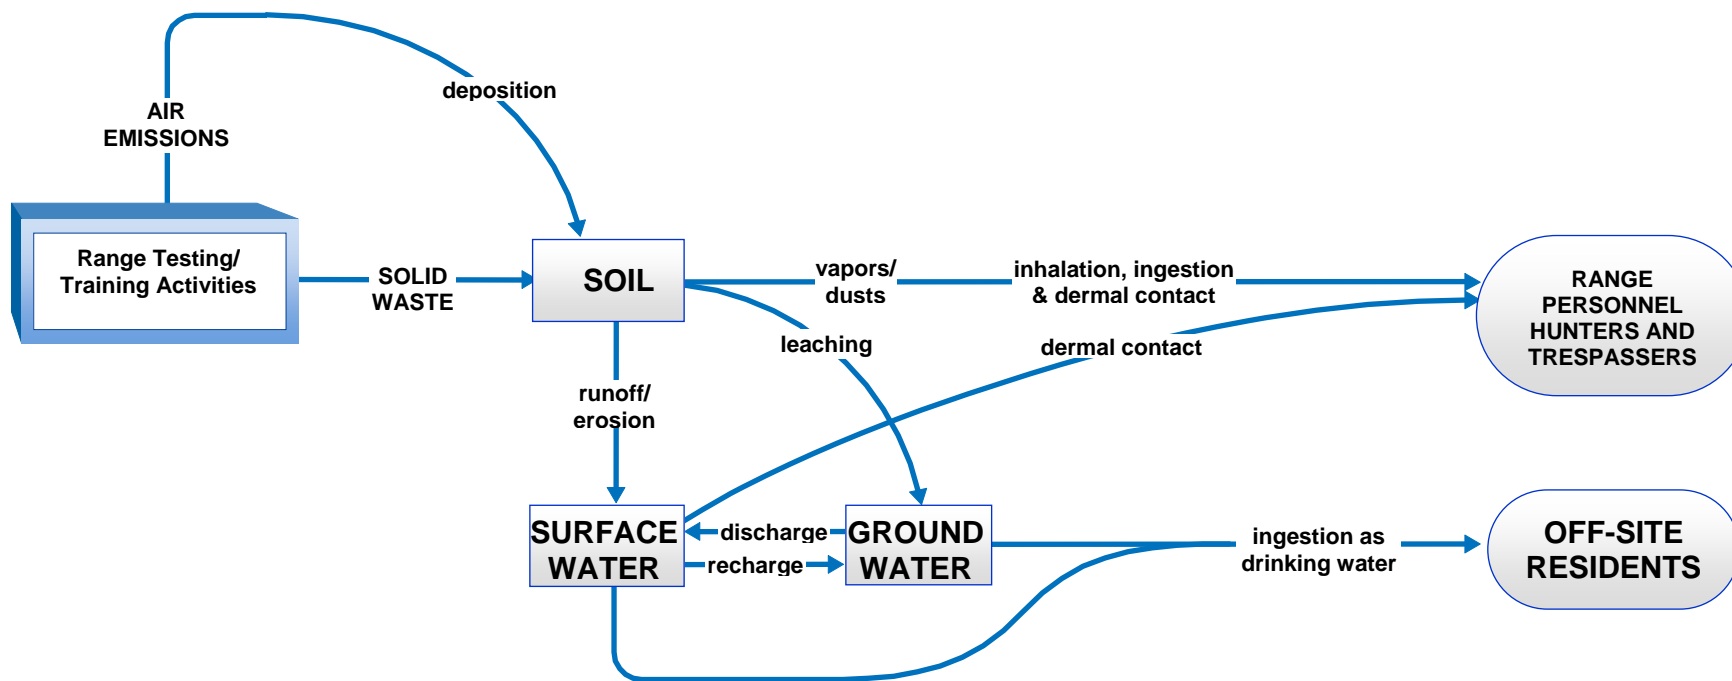 deposition
AIR
EMISSIONS
Range Testing/
Training Activities
SOLID
WASTE
SOIL
vapors/
dusts
inhalation, ingestion
& dermal contact
RANGE
PERSONNEL
HUNTERS AND
TRESPASSERS
leaching
dermal contact
runoff/
erosion
SURFACE
WATER
discharge
recharge
GROUND
WATER
ingestion as
drinking water
OFF-SITE
RESIDENTS